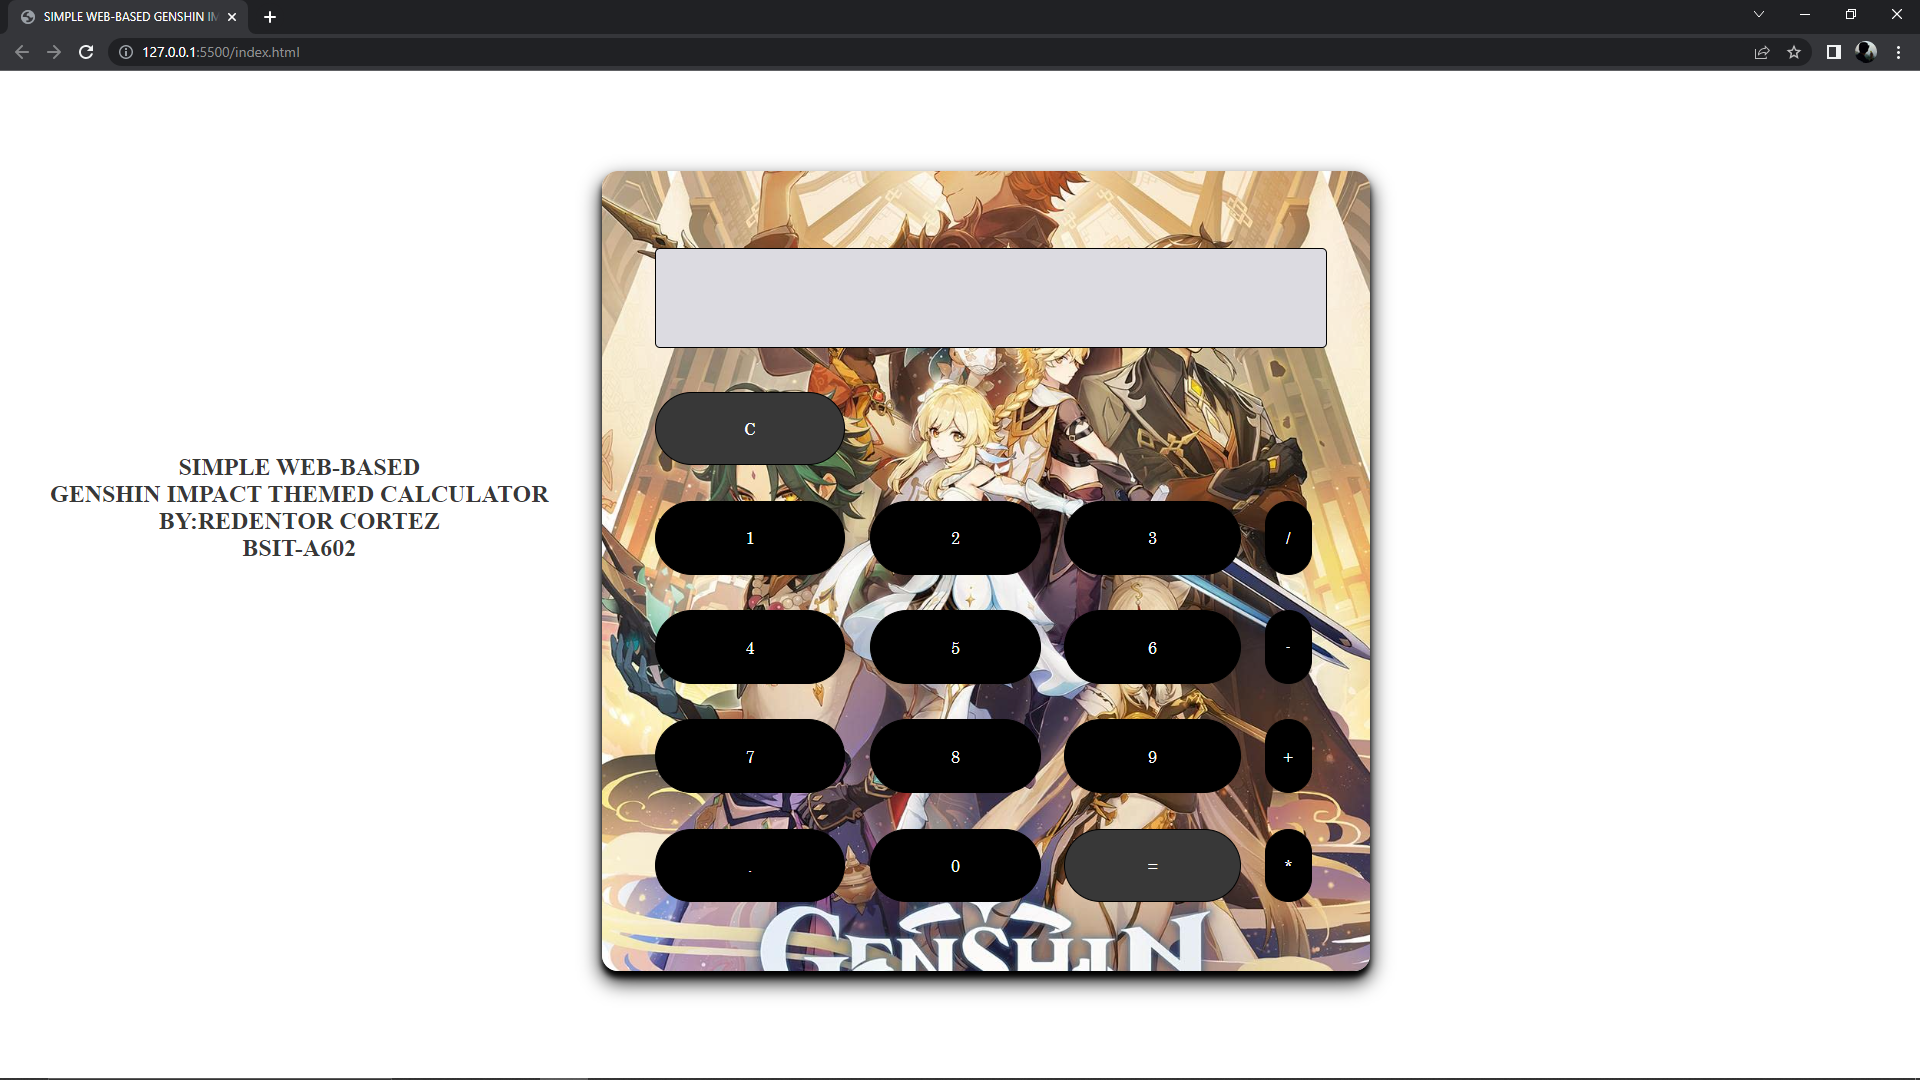 SIMPLE WEB-BASED GENSHIN IM
127.0.0.1:5500/index.html
SIMPLE WEB-BASED
GENSHIN IMPACT THEMED CALCULATOR
BY:REDENTOR CORTEZ
BSIT-A602
C
1 2 3 /
4 5 6 -
7 8 9 +
. 0 = *
GENSHIN